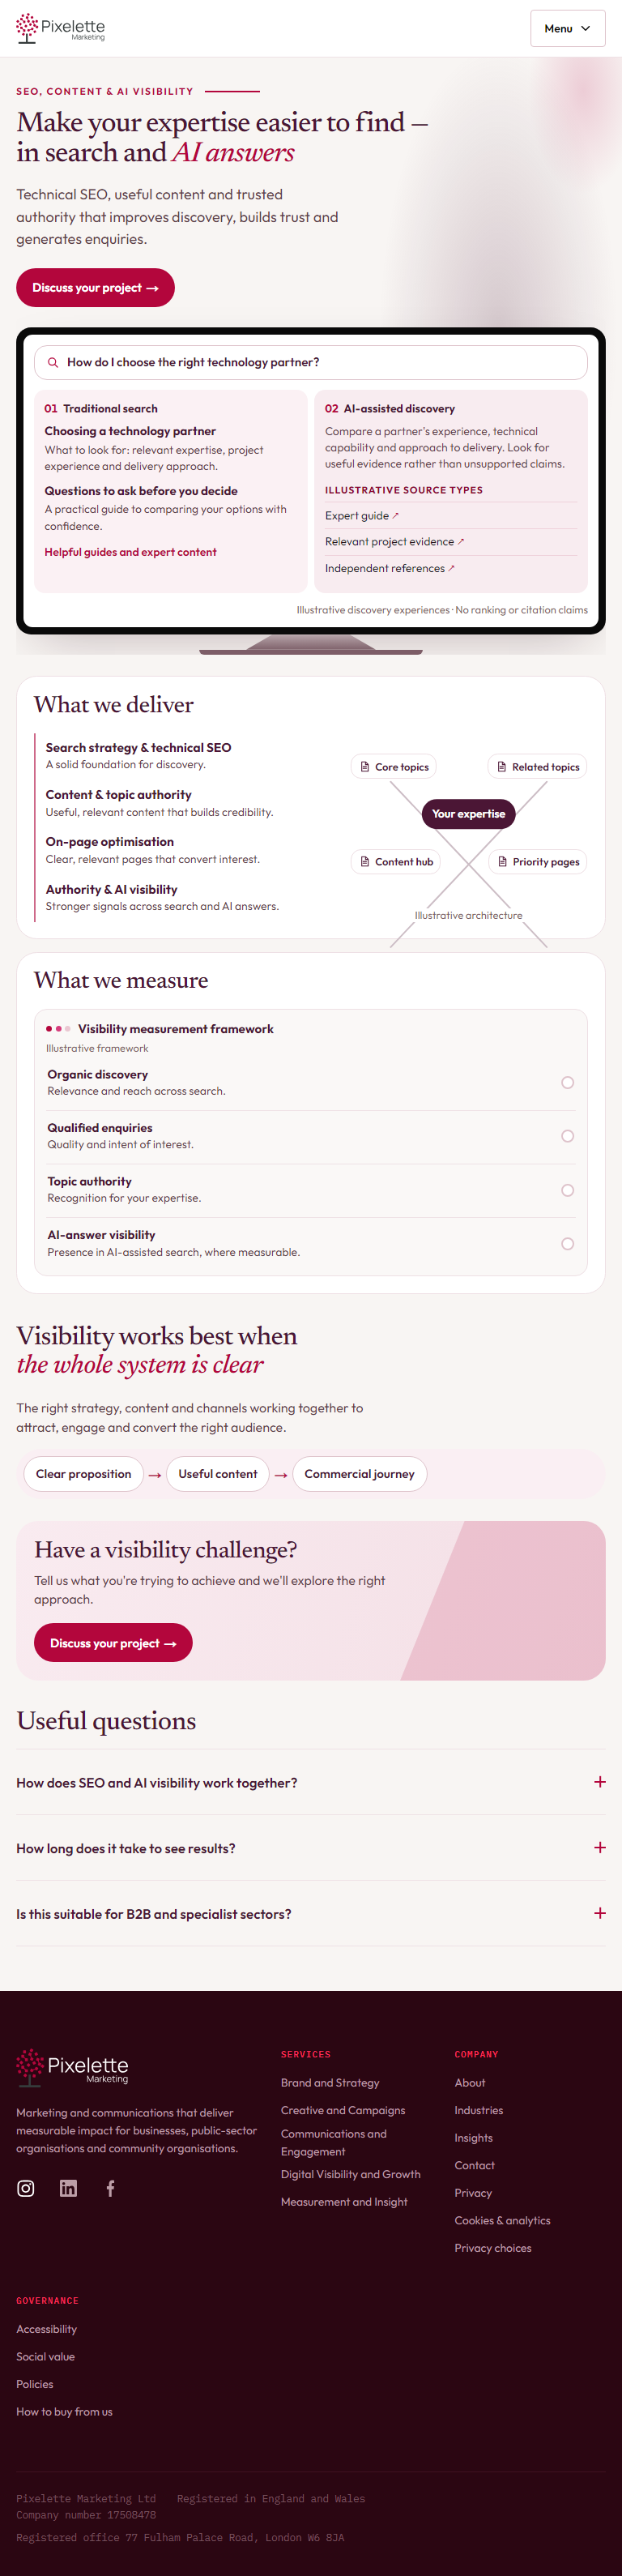 Pixelette
Marketing
Menu
SEO, CONTENT & AI VISIBILITY
Make your expertise easier to find —
in search and AI answers
Technical SEO, useful content and trusted
authority that improves discovery, builds trust and
generates enquiries.
Discuss your project →
How do I choose the right technology partner?
01 Traditional search
Choosing a technology partner
What to look for: relevant expertise, project
experience and delivery approach.
Questions to ask before you decide
A practical guide to comparing your options with
confidence.
Helpful guides and expert content
02 AI-assisted discovery
Compare a partner's experience, technical
capability and approach to delivery. Look for
useful evidence rather than unsupported claims.
ILLUSTRATIVE SOURCE TYPES
Expert guide ↗
Relevant project evidence ↗
Independent references ↗
Illustrative discovery experiences · No ranking or citation claims
What we deliver
Search strategy & technical SEO
A solid foundation for discovery.
Content & topic authority
Useful, relevant content that builds credibility.
On-page optimisation
Clear, relevant pages that convert interest.
Authority & AI visibility
Stronger signals across search and AI answers.
Core topics
Related topics
Your expertise
Content hub
Priority pages
Illustrative architecture
What we measure
Visibility measurement framework
Illustrative framework
Organic discovery
Relevance and reach across search.
Qualified enquiries
Quality and intent of interest.
Topic authority
Recognition for your expertise.
AI-answer visibility
Presence in AI-assisted search, where measurable.
Visibility works best when
the whole system is clear
The right strategy, content and channels working together to
attract, engage and convert the right audience.
Clear proposition → Useful content → Commercial journey
Have a visibility challenge?
Tell us what you're trying to achieve and we'll explore the right
approach.
Discuss your project →
Useful questions
How does SEO and AI visibility work together?
How long does it take to see results?
Is this suitable for B2B and specialist sectors?
Pixelette
Marketing
Marketing and communications that deliver
measurable impact for businesses, public-sector
organisations and community organisations.
SERVICES
Brand and Strategy
Creative and Campaigns
Communications and
Engagement
Digital Visibility and Growth
Measurement and Insight
COMPANY
About
Industries
Insights
Contact
Privacy
Cookies & analytics
Privacy choices
GOVERNANCE
Accessibility
Social value
Policies
How to buy from us
Pixelette Marketing Ltd Registered in England and Wales
Company number 17508478
Registered office 77 Fulham Palace Road, London W6 8JA